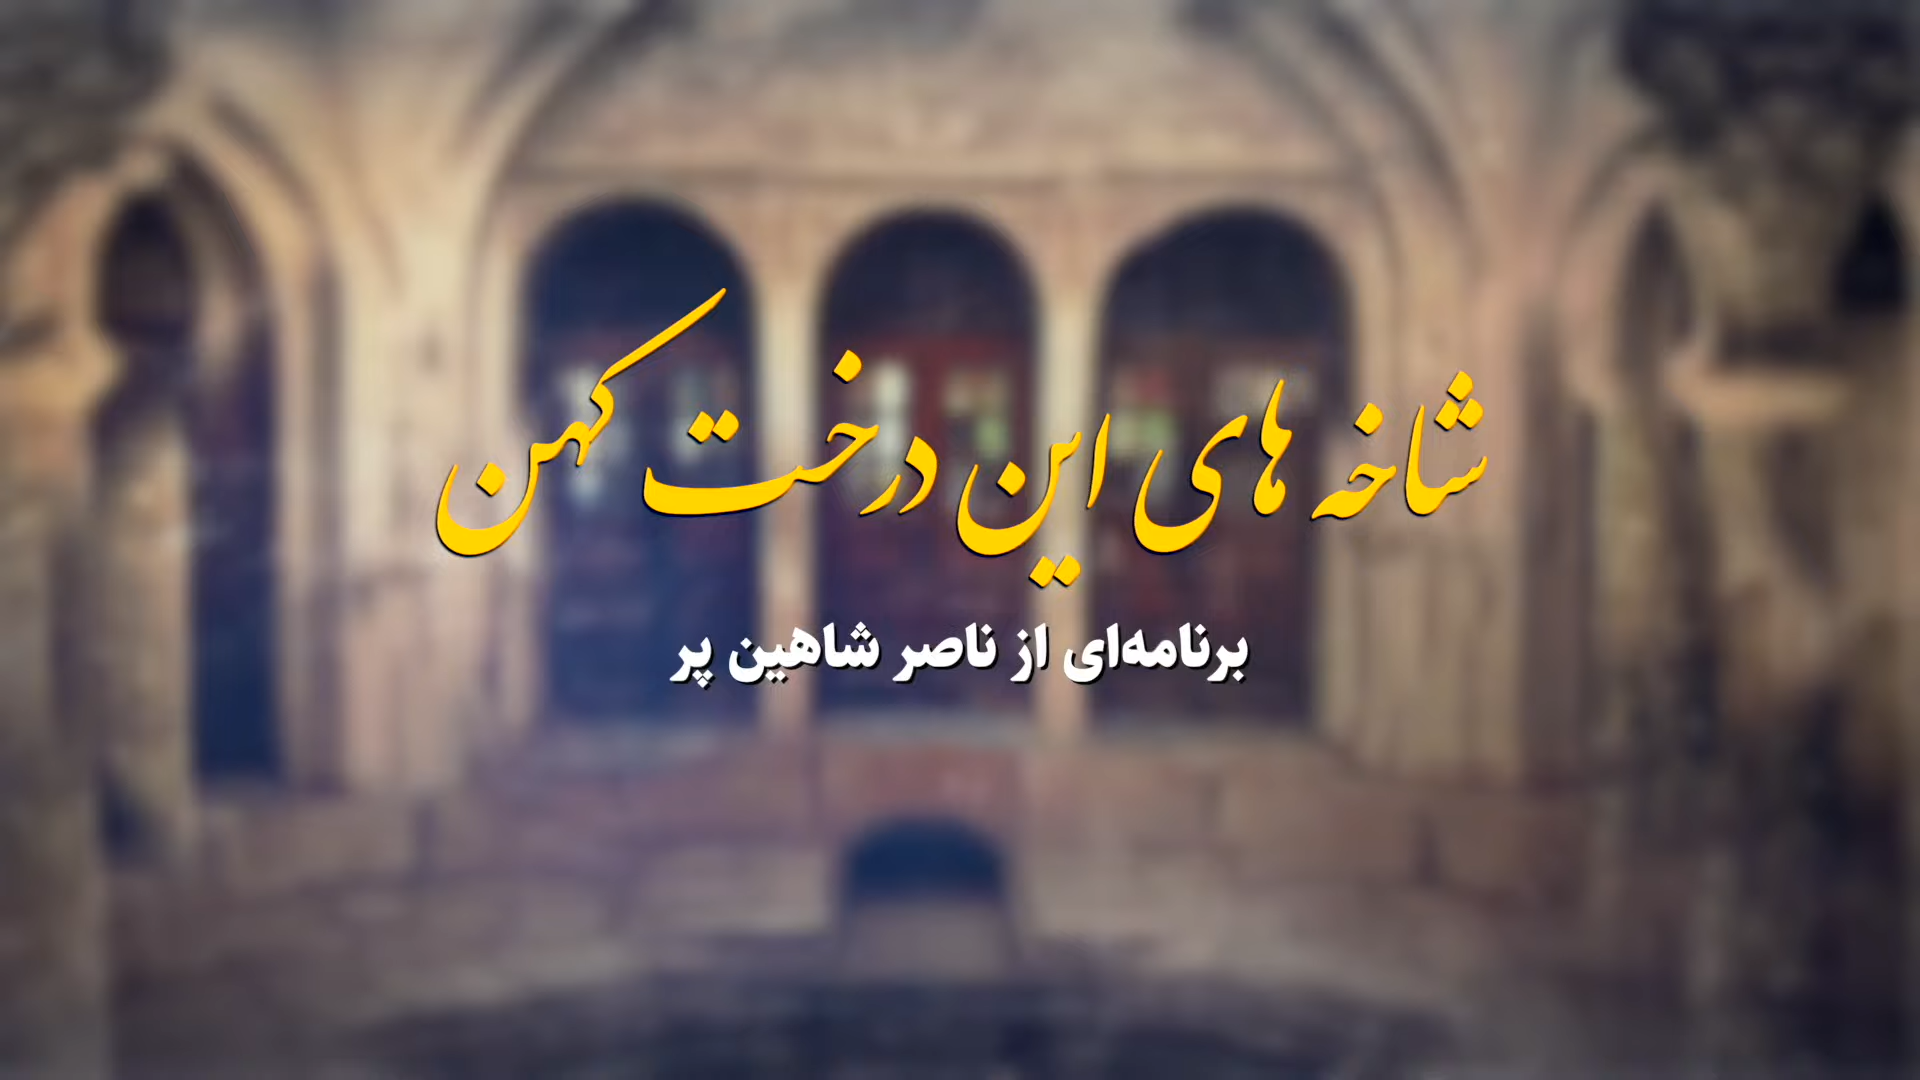 شاخه های این درخت کهن
برنامه‌ای از ناصر شاهین پر